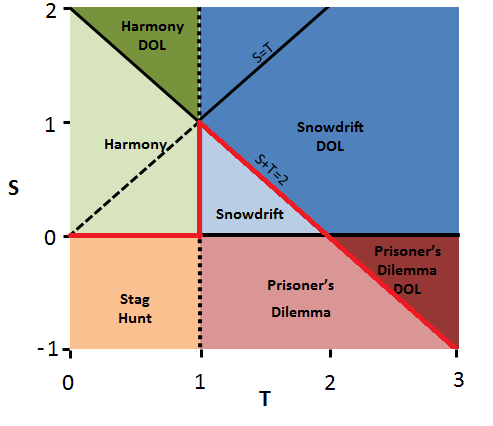 2
Harmony
DOL
S=T
1
Harmony
Snowdrift
DOL
S+T=2
S
Snowdrift
0
Prisoner's
Dilemma
DOL
Stag
Hunt
Prisoner's
Dilemma
-1
0
1
2
3
T